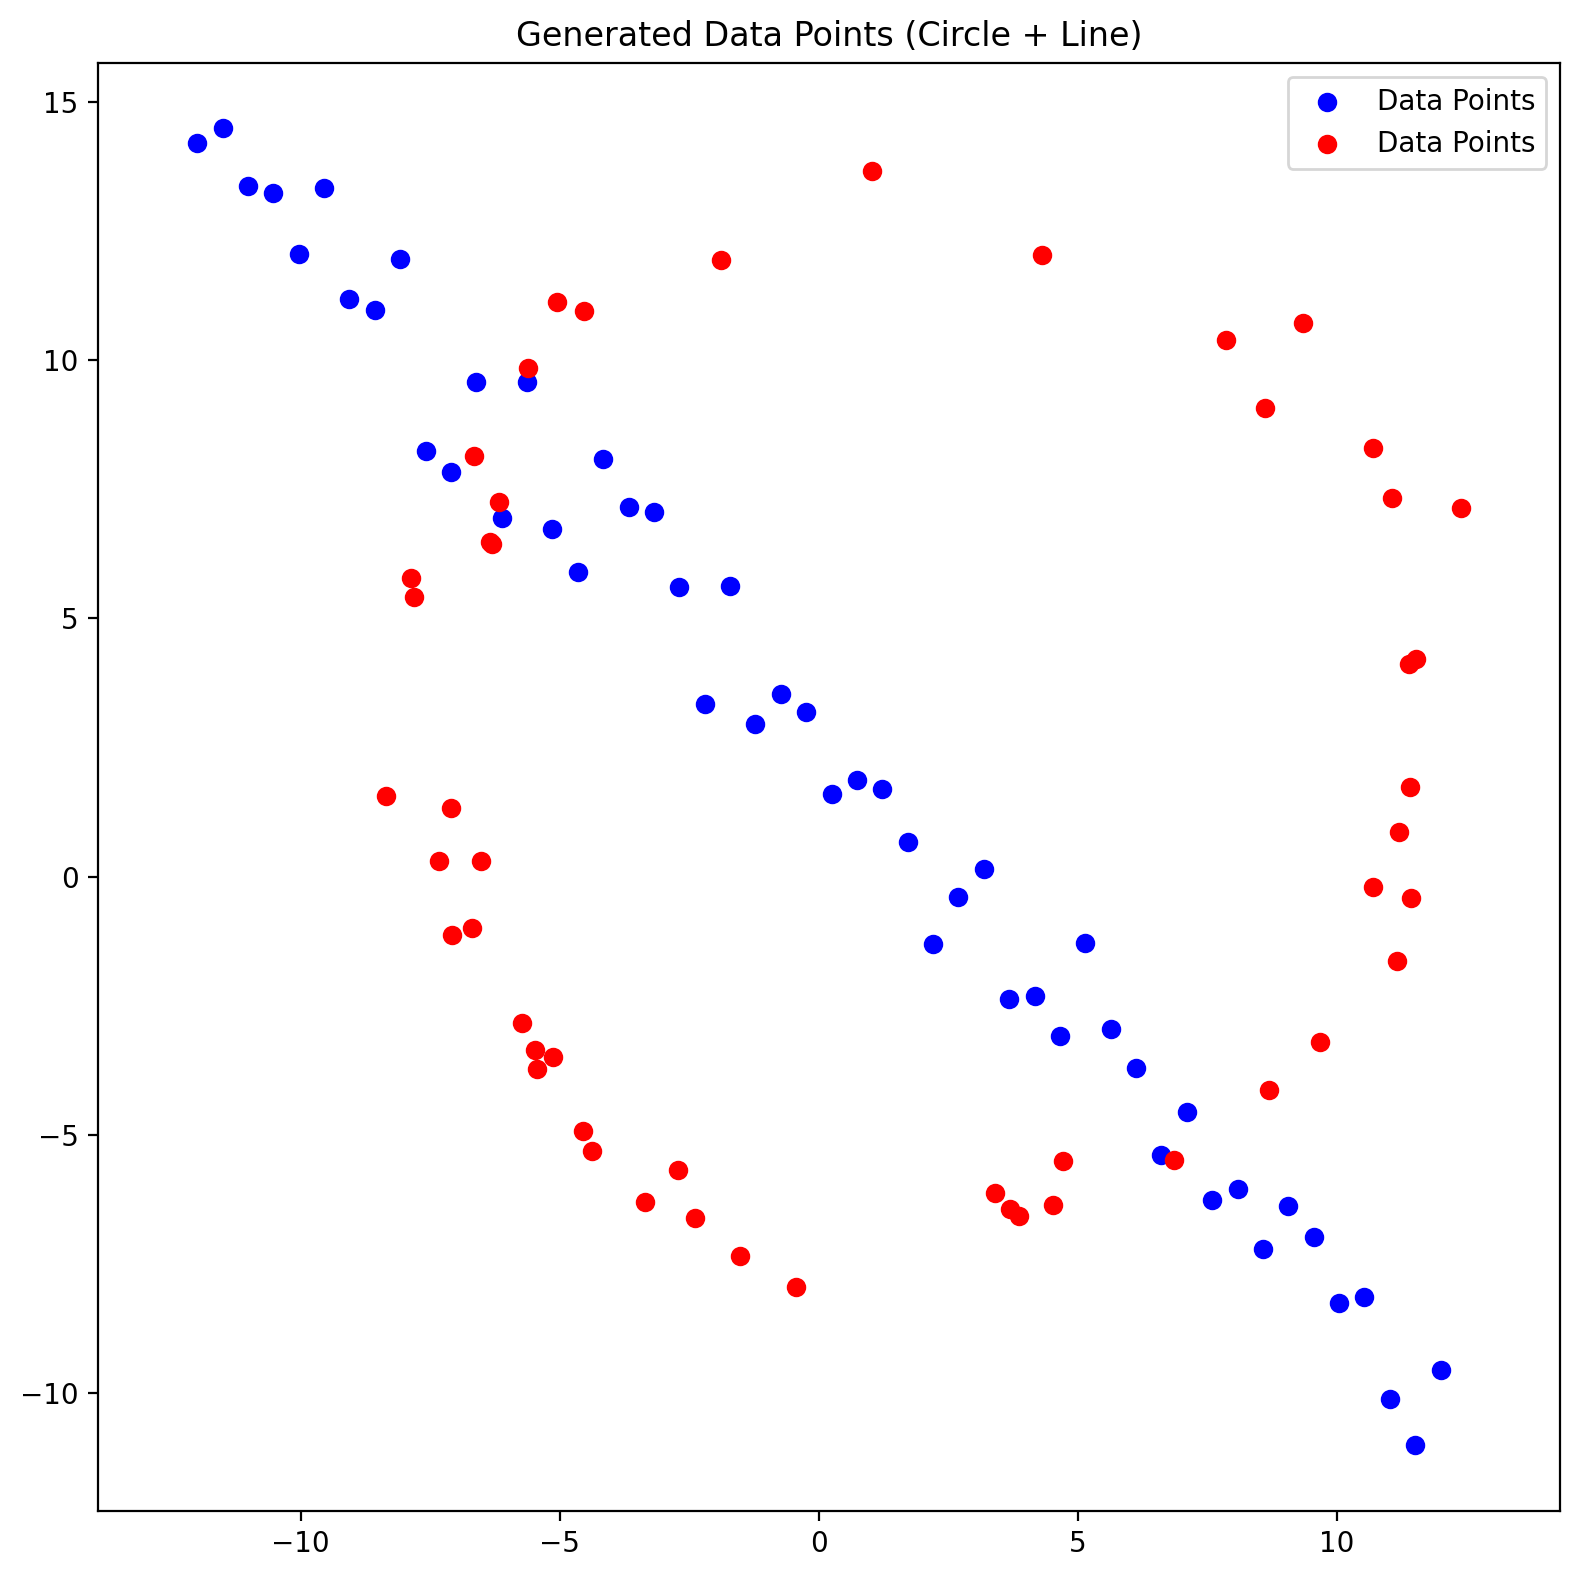 Generated Data Points (Circle + Line)
Data Points
Data Points
15
10
5
0
−5
−10
−10 −5 0 5 10